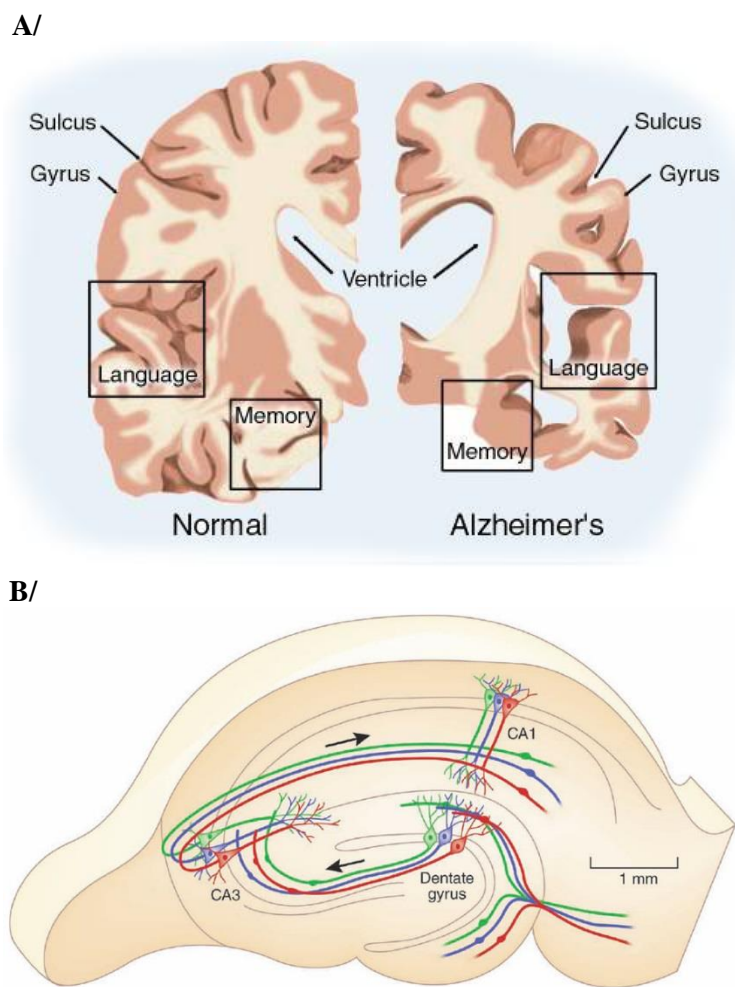 A/
Sulcus
Gyrus
Sulcus
Gyrus
Ventricle
Language
Language
Memory
Memory
Normal
Alzheimer's
B/
CA1
CA3
Dentate
gyrus
1 mm